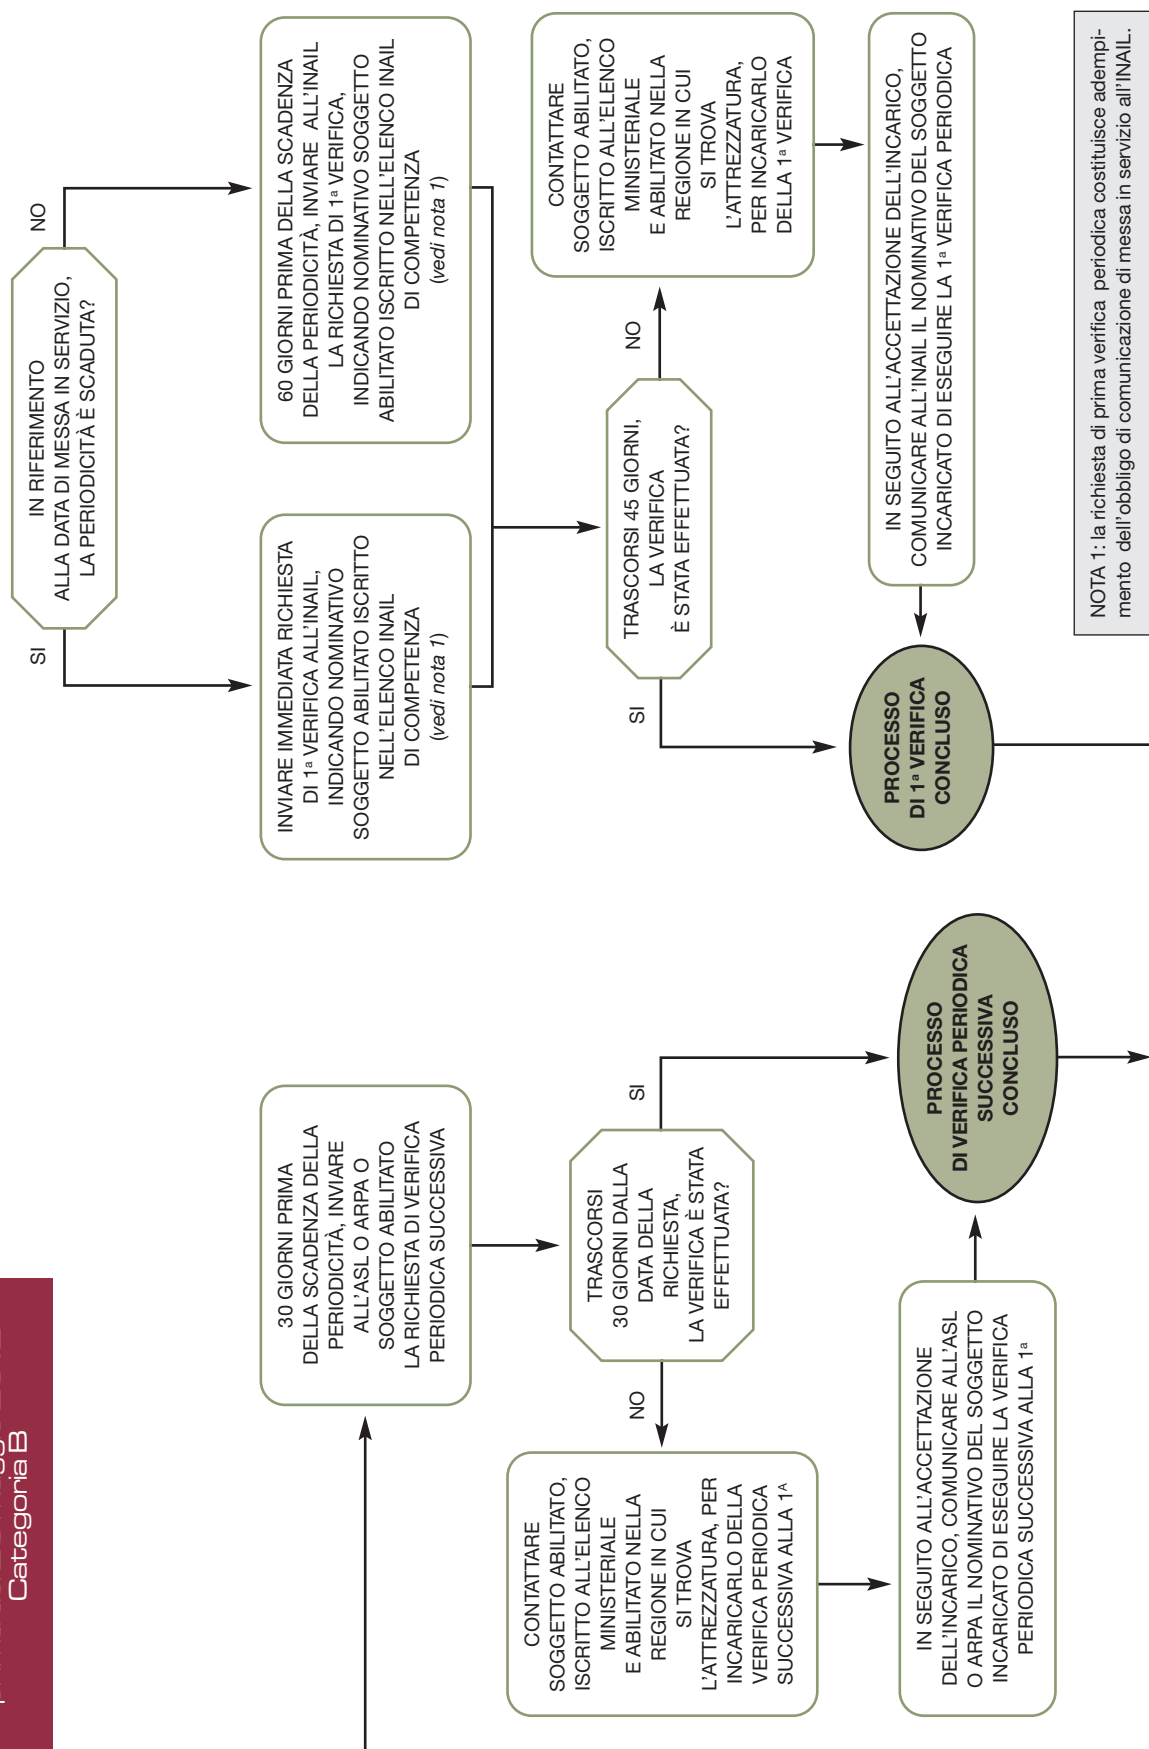 Categoria B
IN RIFERIMENTO
ALLA DATA DI MESSA IN SERVIZIO,
LA PERIODICITÀ È SCADUTA?
SI
NO
INVIARE IMMEDIATA RICHIESTA
DI 1ª VERIFICA ALL'INAIL,
INDICANDO NOMINATIVO
SOGGETTO ABILITATO ISCRITTO
NELL'ELENCO INAIL
DI COMPETENZA
(vedi nota 1)
60 GIORNI PRIMA DELLA SCADENZA
DELLA PERIODICITÀ, INVIARE ALL'INAIL
LA RICHIESTA DI 1ª VERIFICA,
INDICANDO NOMINATIVO SOGGETTO
ABILITATO ISCRITTO NELL'ELENCO INAIL
DI COMPETENZA
(vedi nota 1)
TRASCORSI 45 GIORNI,
LA VERIFICA
È STATA EFFETTUATA?
SI
NO
CONTATTARE
SOGGETTO ABILITATO,
ISCRITTO ALL'ELENCO
MINISTERIALE
E ABILITATO NELLA
REGIONE IN CUI
SI TROVA
L'ATTREZZATURA,
PER INCARICARLO
DELLA 1ª VERIFICA
IN SEGUITO ALL'ACCETTAZIONE DELL'INCARICO,
COMUNICARE ALL'INAIL IL NOMINATIVO DEL SOGGETTO
INCARICATO DI ESEGUIRE LA 1ª VERIFICA PERIODICA
PROCESSO
DI 1ª VERIFICA
CONCLUSO
NOTA 1: la richiesta di prima verifica periodica costituisce adempi-
mento dell'obbligo di comunicazione di messa in servizio all'INAIL.
30 GIORNI PRIMA
DELLA SCADENZA DELLA
PERIODICITÀ, INVIARE
ALL'ASL O ARPA O
SOGGETTO ABILITATO
LA RICHIESTA DI VERIFICA
PERIODICA SUCCESSIVA
TRASCORSI
30 GIORNI DALLA
DATA DELLA
RICHIESTA,
LA VERIFICA È STATA
EFFETTUATA?
NO
SI
CONTATTARE
SOGGETTO ABILITATO,
ISCRITTO ALL'ELENCO
MINISTERIALE
E ABILITATO NELLA
REGIONE IN CUI
SI TROVA
L'ATTREZZATURA, PER
INCARICARLO DELLA
VERIFICA PERIODICA
SUCCESSIVA ALLA 1ᴬ
IN SEGUITO ALL'ACCETTAZIONE
DELL'INCARICO, COMUNICARE ALL'ASL
O ARPA IL NOMINATIVO DEL SOGGETTO
INCARICATO DI ESEGUIRE LA VERIFICA
PERIODICA SUCCESSIVA ALLA 1ª
PROCESSO
DI VERIFICA PERIODICA
SUCCESSIVA
CONCLUSO